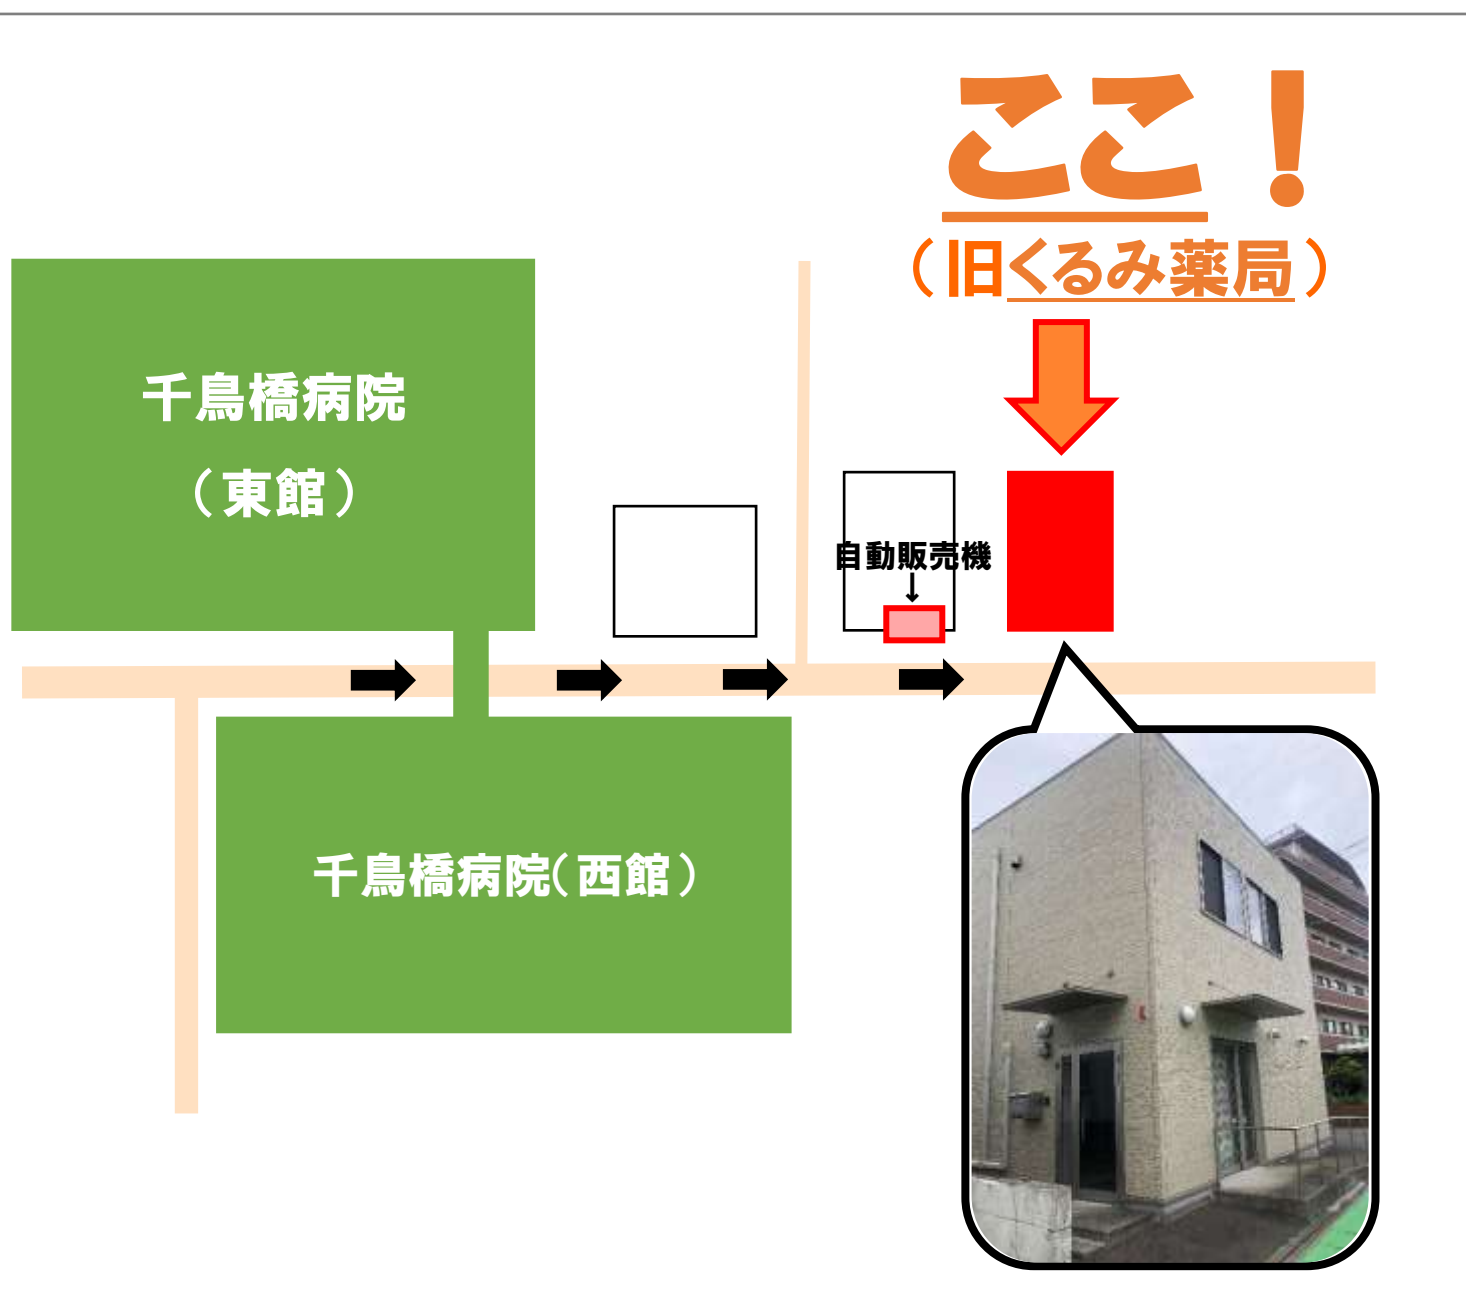 ここ！
（旧くるみ薬局）
千鳥橋病院
（東館）
自動販売機
↓
千鳥橋病院（西館）